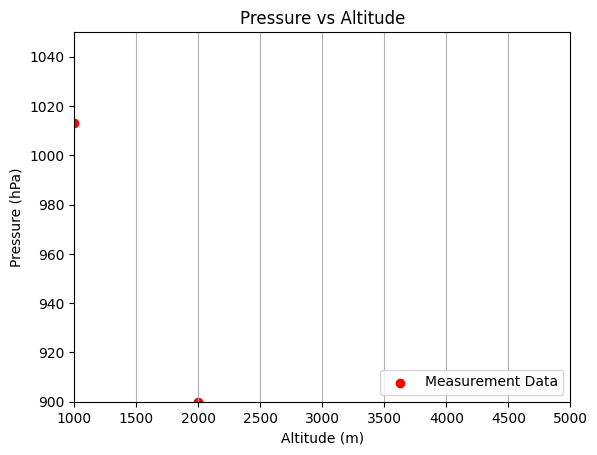 Pressure vs Altitude
1040
1020
1000
980
960
940
920
900
Pressure (hPa)
Measurement Data
1000 1500 2000 2500 3000 3500 4000 4500 5000
Altitude (m)